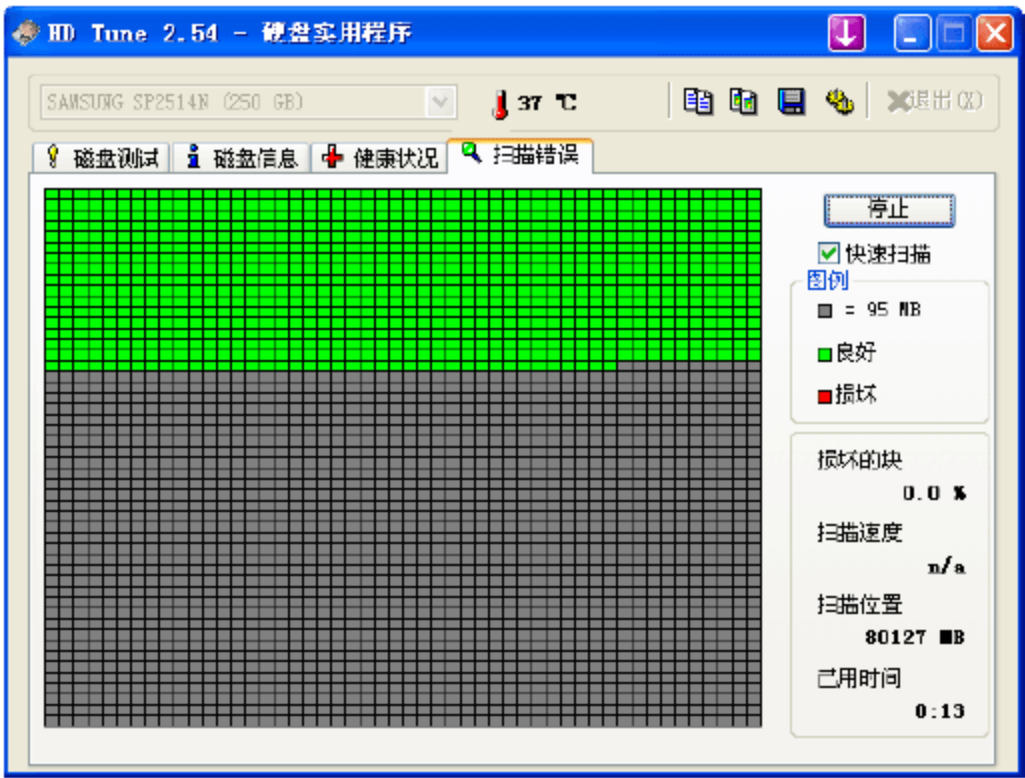 HD Tune 2.54 - 硬盘实用程序
SAMSUNG SP2514N (250 GB)
37 ℃
退出(X)
磁盘测试
磁盘信息
健康状况
扫描错误
停止
快速扫描
图例
= 95 MB
良好
损坏
损坏的块
0.0 %
扫描速度
n/a
扫描位置
80127 MB
己用时间
0:13